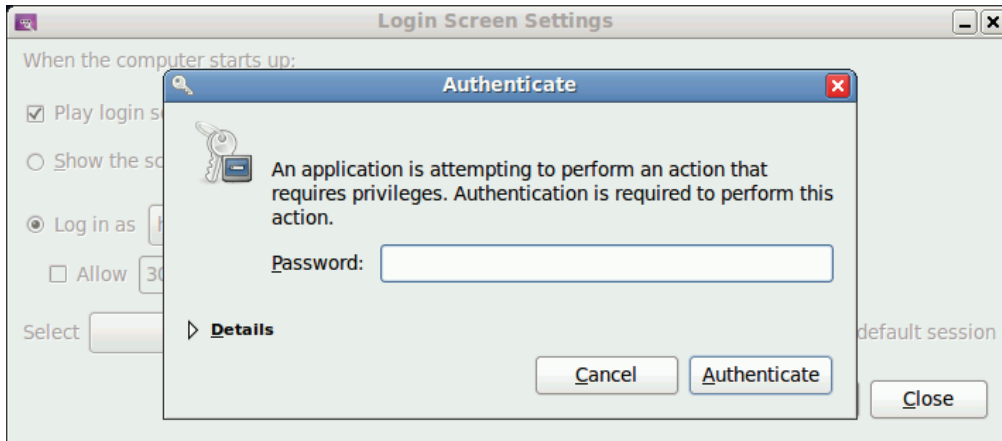 Login Screen Settings
When the computer starts up:
Authenticate
Play login
Show the
An application is attempting to perform an action that
requires privileges. Authentication is required to perform this
action.
Log in as
Password:
Allow 30
Details
Select
default session
Cancel Authenticate
Close